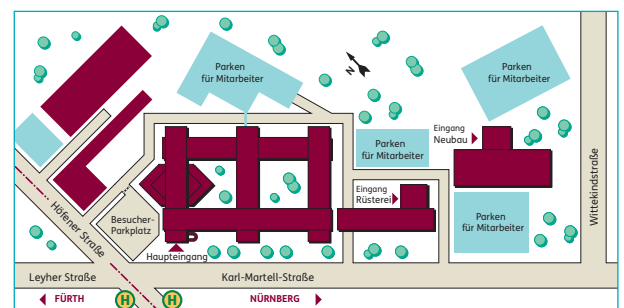 Parken
für Mitarbeiter
N
Parken
für Mitarbeiter
Eingang
Neubau
Parken
für Mitarbeiter
Eingang
Rüsterei
Wittekindstraße
Höfener Straße
Besucher-
Parkplatz
Parken
für Mitarbeiter
Haupteingang
Leyher Straße
Karl-Martell-Straße
FÜRTH
H
H
NÜRNBERG